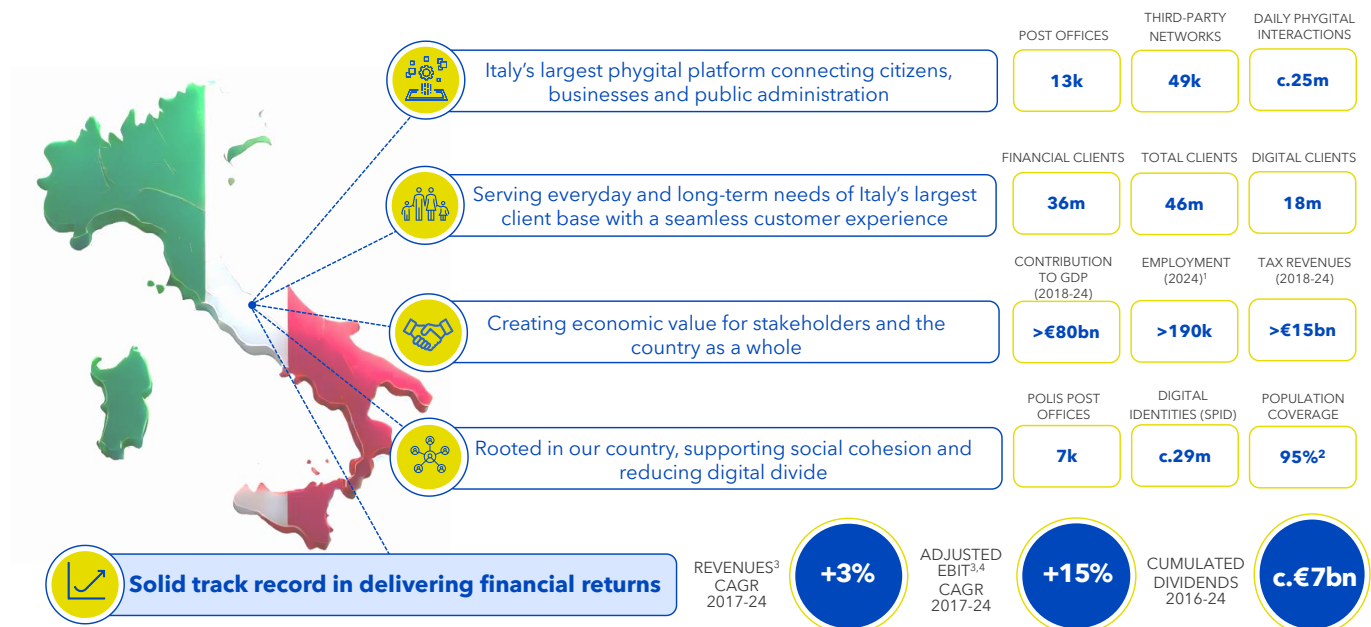 POST OFFICES
THIRD-PARTY
NETWORKS
DAILY PHYGITAL
INTERACTIONS
Italy's largest phygital platform connecting citizens,
businesses and public administration
13k
49k
c.25m
FINANCIAL CLIENTS
TOTAL CLIENTS
DIGITAL CLIENTS
Serving everyday and long-term needs of Italy's largest
client base with a seamless customer experience
36m
46m
18m
CONTRIBUTION
TO GDP
(2018-24)
EMPLOYMENT
(2024)¹
TAX REVENUES
(2018-24)
Creating economic value for stakeholders and the
country as a whole
>€80bn
>190k
>€15bn
POLIS POST
OFFICES
DIGITAL
IDENTITIES (SPID)
POPULATION
COVERAGE
Rooted in our country, supporting social cohesion and
reducing digital divide
7k
c.29m
95%²
Solid track record in delivering financial returns
REVENUES³
CAGR
2017-24
+3%
ADJUSTED
EBIT³,⁴
CAGR
2017-24
+15%
CUMULATED
DIVIDENDS
2016-24
c.€7bn